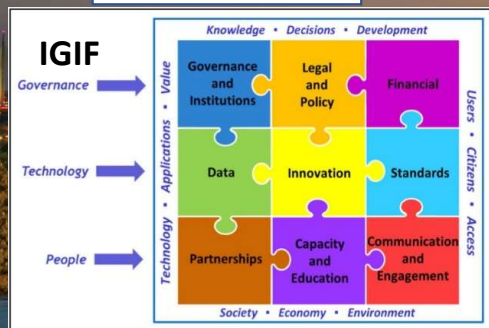 IGIF
Knowledge • Decisions • Development
Governance
Technology
People
Technology • Applications • Value
Governance
and
Institutions
Legal
and
Policy
Financial
Data
Innovation
Standards
Partnerships
Capacity
and
Education
Communication
and
Engagement
Users • Citizens • Access
Society • Economy • Environment